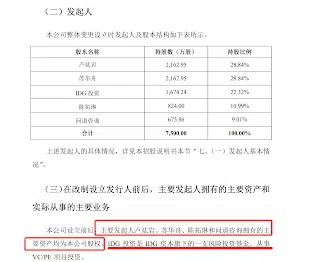 （二）发起人
本公司整体变更设立时发起人及股本结构如下表所示。
股东名称 持股数（万股） 持股比例
卢竑岩 2,162.95 28.84%
苏华舟 2,162.95 28.84%
IDG 投资 1,674.24 22.32%
陈拓琳 824.00 10.99%
问道咨询 675.86 9.01%
合计 7,500.00 100.00%
上述发起人的具体情况，详见本招股说明书本节“七、（一）发起人基本情
况”。
（三）在改制设立发行人前后，主要发起人拥有的主要资产和
实际从事的主要业务
本公司设立前后，主要发起人卢竑岩、苏华舟、陈拓琳和问道咨询拥有的主
要资产均为本公司股权，IDG 投资是 IDG 资本旗下的一支风险投资基金，从事
VC/PE 项目投资。